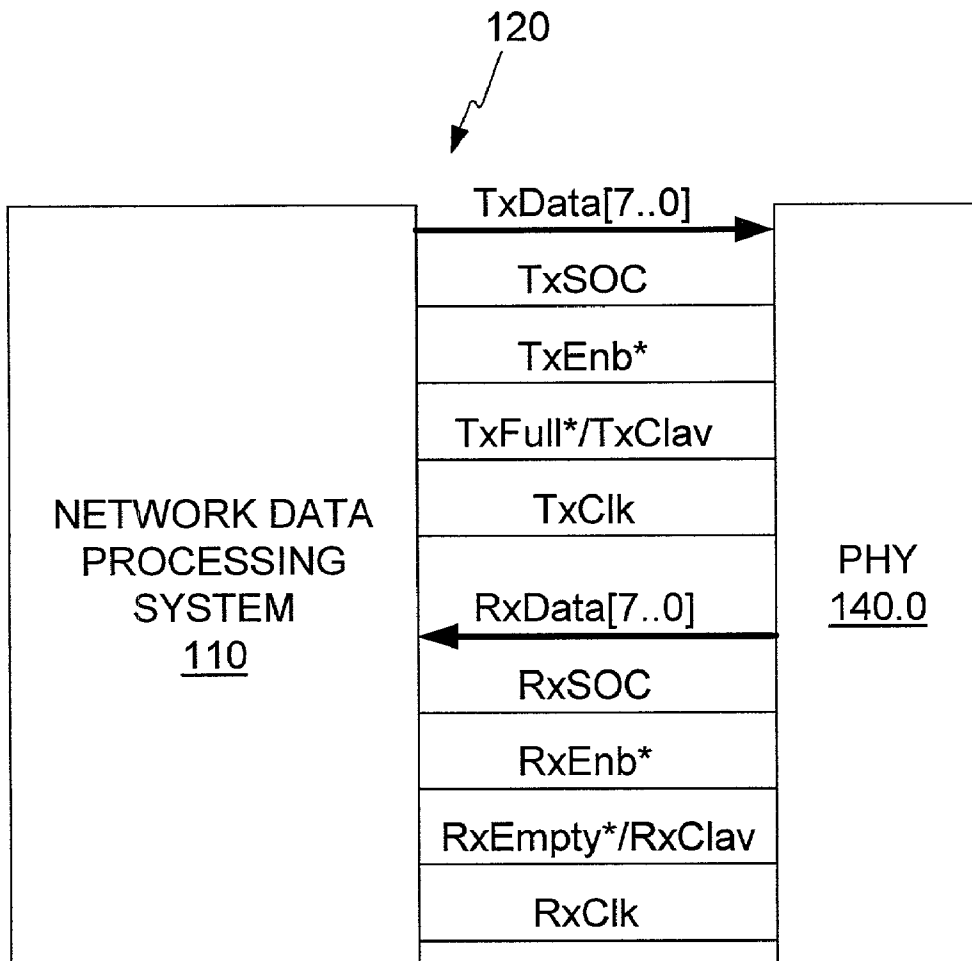 120
TxData[7..0]
TxSOC
TxEnb*
TxFull*/TxClav
TxClk
NETWORK DATA
PROCESSING
SYSTEM
110
RxData[7..0]
RxSOC
RxEnb*
RxEmpty*/RxClav
RxClk
PHY
140.0